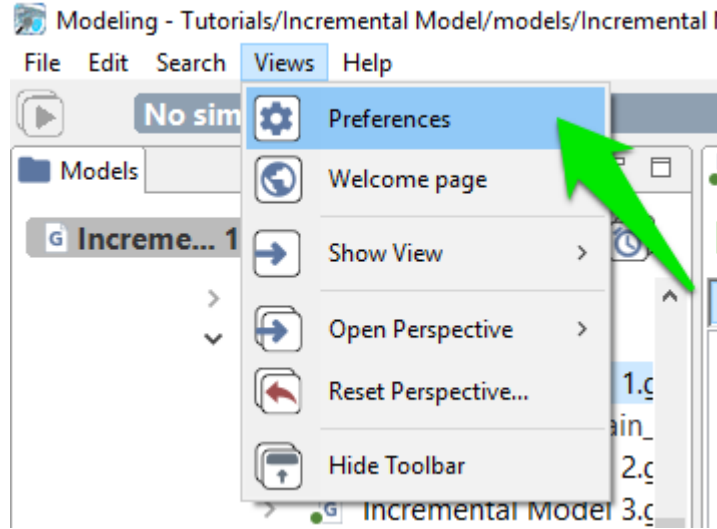 Modeling - Tutorials/Incremental Model/models/Incremental
File Edit Search Views Help
No sim
Preferences
Models
Welcome page
G Increme... 1
Show View
Open Perspective
1.g
Reset Perspective...
ain_
Hide Toolbar
2.g
G Incremental Model 3.g